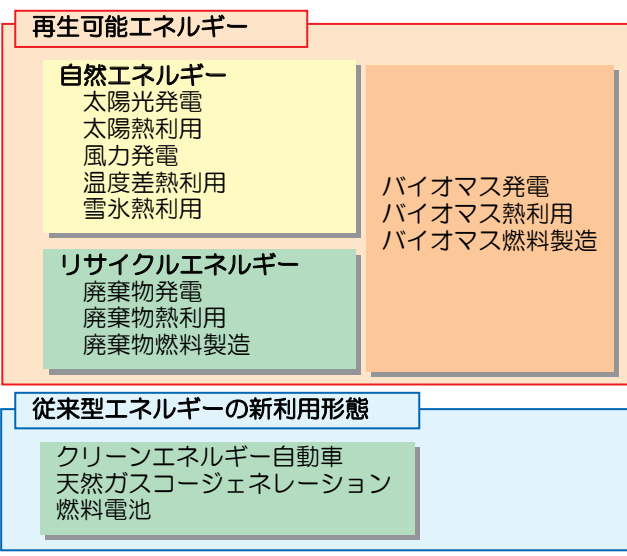 再生可能エネルギー
自然エネルギー
太陽光発電
太陽熱利用
風力発電
温度差熱利用
雪氷熱利用
リサイクルエネルギー
廃棄物発電
廃棄物熱利用
廃棄物燃料製造
バイオマス発電
バイオマス熱利用
バイオマス燃料製造
従来型エネルギーの新利用形態
クリーンエネルギー自動車
天然ガスコージェネレーション
燃料電池